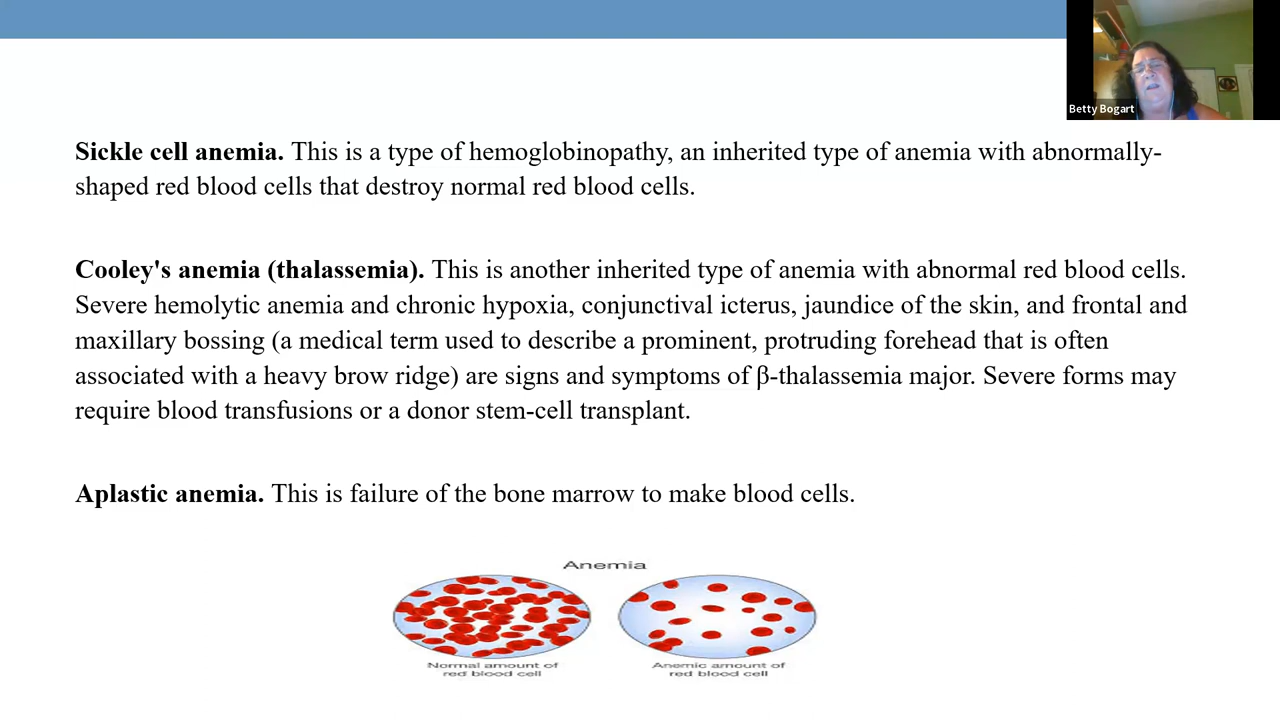 Betty Bogart
Sickle cell anemia. This is a type of hemoglobinopathy, an inherited type of anemia with abnormally-
shaped red blood cells that destroy normal red blood cells.
Cooley's anemia (thalassemia). This is another inherited type of anemia with abnormal red blood cells.
Severe hemolytic anemia and chronic hypoxia, conjunctival icterus, jaundice of the skin, and frontal and
maxillary bossing (a medical term used to describe a prominent, protruding forehead that is often
associated with a heavy brow ridge) are signs and symptoms of β-thalassemia major. Severe forms may
require blood transfusions or a donor stem-cell transplant.
Aplastic anemia. This is failure of the bone marrow to make blood cells.
Anemia
Normal amount of
red blood cell
Anemic amount of
red blood cell